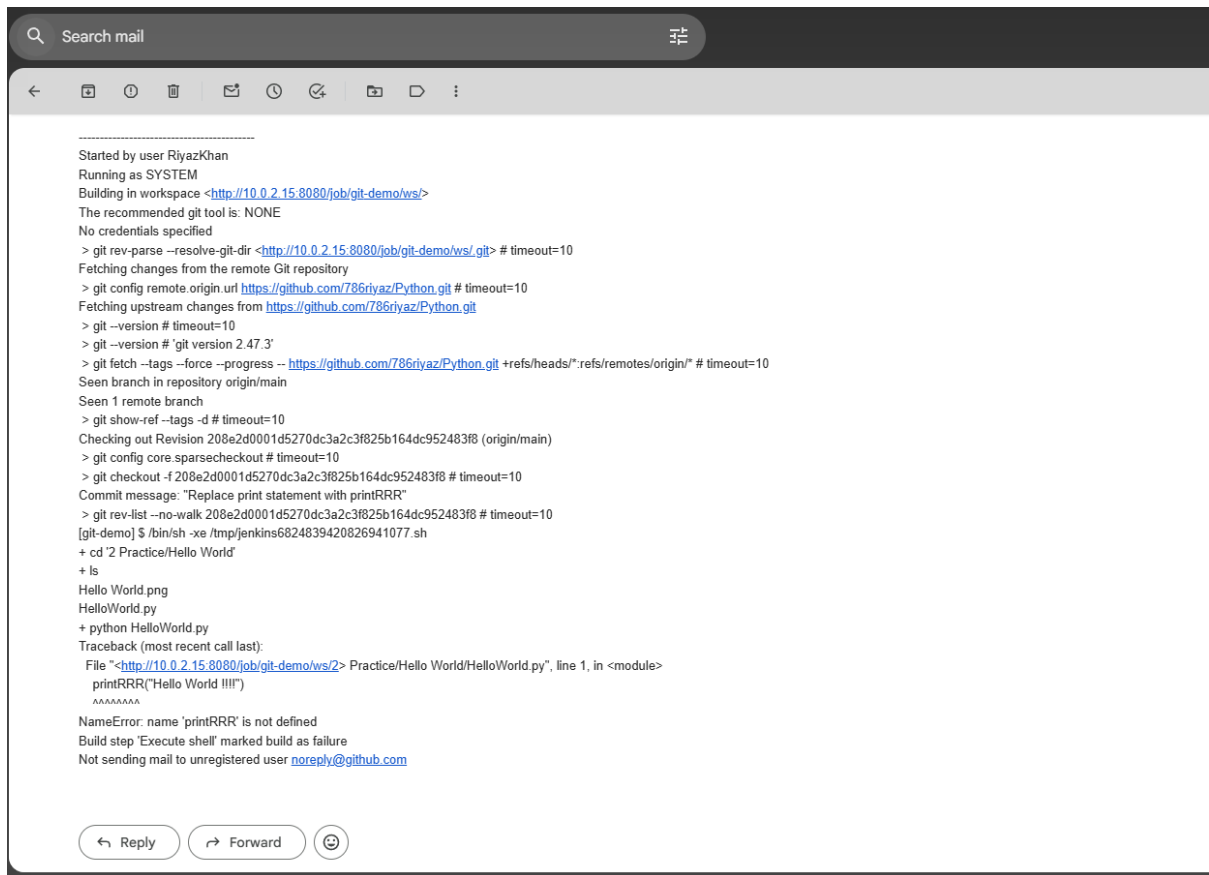 Search mail
------------------------------------------
Started by user RiyazKhan
Running as SYSTEM
Building in workspace <http://10.0.2.15:8080/job/git-demo/ws/>
The recommended git tool is: NONE
No credentials specified
> git rev-parse --resolve-git-dir <http://10.0.2.15:8080/job/git-demo/ws/.git> # timeout=10
Fetching changes from the remote Git repository
> git config remote.origin.url https://github.com/786riyaz/Python.git # timeout=10
Fetching upstream changes from https://github.com/786riyaz/Python.git
> git --version # timeout=10
> git --version # 'git version 2.47.3'
> git fetch --tags --force --progress -- https://github.com/786riyaz/Python.git +refs/heads/*:refs/remotes/origin/* # timeout=10
Seen branch in repository origin/main
Seen 1 remote branch
> git show-ref --tags -d # timeout=10
Checking out Revision 208e2d0001d5270dc3a2c3f825b164dc952483f8 (origin/main)
> git config core.sparsecheckout # timeout=10
> git checkout -f 208e2d0001d5270dc3a2c3f825b164dc952483f8 # timeout=10
Commit message: "Replace print statement with printRRR"
> git rev-list --no-walk 208e2d0001d5270dc3a2c3f825b164dc952483f8 # timeout=10
[git-demo] $ /bin/sh -xe /tmp/jenkins6824839420826941077.sh
+ cd '2 Practice/Hello World'
+ ls
Hello World.png
HelloWorld.py
+ python HelloWorld.py
Traceback (most recent call last):
File "<http://10.0.2.15:8080/job/git-demo/ws/2> Practice/Hello World/HelloWorld.py", line 1, in <module>
printRRR("Hello World !!!!")
^^^^^^^^
NameError: name 'printRRR' is not defined
Build step 'Execute shell' marked build as failure
Not sending mail to unregistered user noreply@github.com
Reply Forward